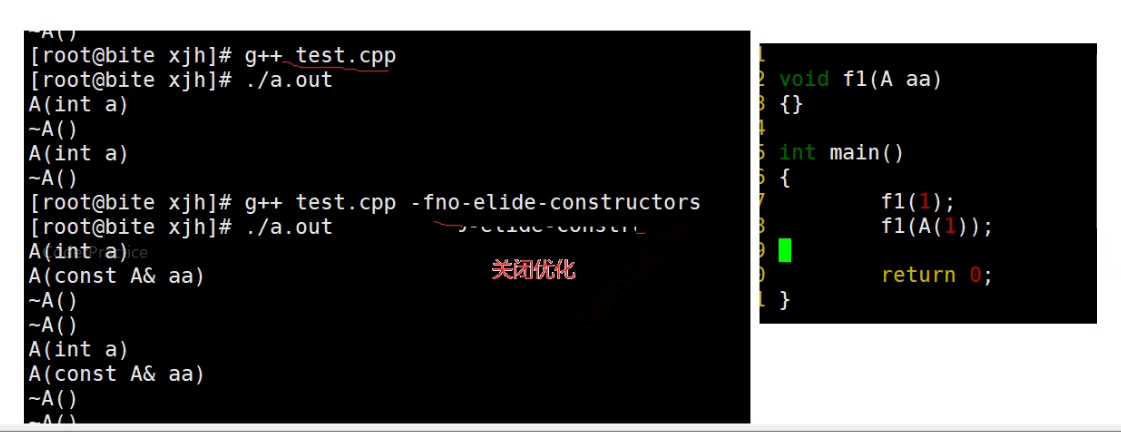 ~A()
[root@bite xjh]# g++ test.cpp
[root@bite xjh]# ./a.out
A(int a)
~A()
A(int a)
~A()
[root@bite xjh]# g++ test.cpp -fno-elide-constructors
[root@bite xjh]# ./a.out
A(int a)
A(const A& aa)
~A()
~A()
A(int a)
A(const A& aa)
~A()
~A()
关闭优化
1
2 void f1(A aa)
3 {}
4
5 int main()
6 {
7 f1(1);
8 f1(A(1));
9
0 return 0;
1 }